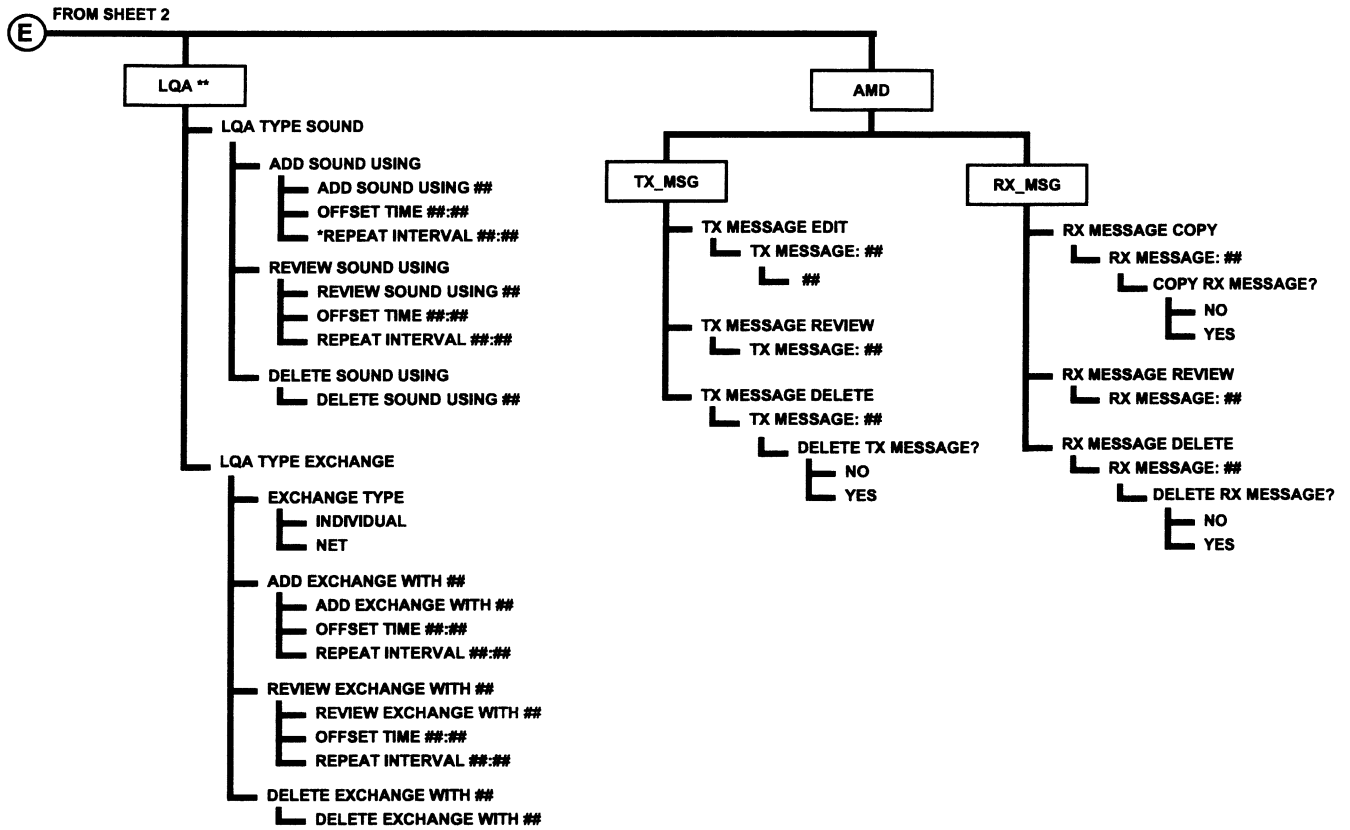 FROM SHEET 2
E
LQA **
LQA TYPE SOUND
ADD SOUND USING
ADD SOUND USING ##
OFFSET TIME ##:##
*REPEAT INTERVAL ##:##
REVIEW SOUND USING
REVIEW SOUND USING ##
OFFSET TIME ##:##
REPEAT INTERVAL ##:##
DELETE SOUND USING
DELETE SOUND USING ##
LQA TYPE EXCHANGE
EXCHANGE TYPE
INDIVIDUAL
NET
ADD EXCHANGE WITH ##
ADD EXCHANGE WITH ##
OFFSET TIME ##:##
REPEAT INTERVAL ##:##
REVIEW EXCHANGE WITH ##
REVIEW EXCHANGE WITH ##
OFFSET TIME ##:##
REPEAT INTERVAL ##:##
DELETE EXCHANGE WITH ##
DELETE EXCHANGE WITH ##
AMD
TX_MSG
TX MESSAGE EDIT
TX MESSAGE: ##
##
TX MESSAGE REVIEW
TX MESSAGE: ##
TX MESSAGE DELETE
TX MESSAGE: ##
DELETE TX MESSAGE?
NO
YES
RX_MSG
RX MESSAGE COPY
RX MESSAGE: ##
COPY RX MESSAGE?
NO
YES
RX MESSAGE REVIEW
RX MESSAGE: ##
RX MESSAGE DELETE
RX MESSAGE: ##
DELETE RX MESSAGE?
NO
YES